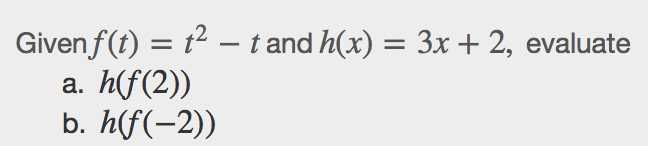 Given f(t) = t² − t and h(x) = 3x + 2, evaluate
a. h(f(2))
b. h(f(−2))